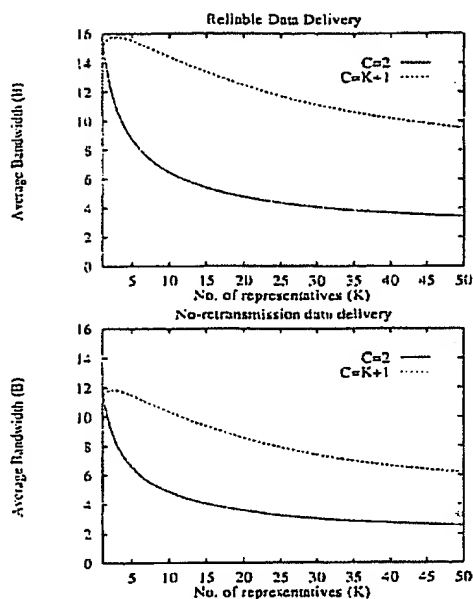 Reliable Data Delivery
16
14
12
10
8
6
4
2
0
Average Bandwidth (B)
C=2
C=K+1
5 10 15 20 25 30 35 40 45 50
No. of representatives (K)
No-retransmission data delivery
16
14
12
10
8
6
4
2
0
Average Bandwidth (B)
C=2
C=K+1
5 10 15 20 25 30 35 40 45 50
No. of representatives (K)